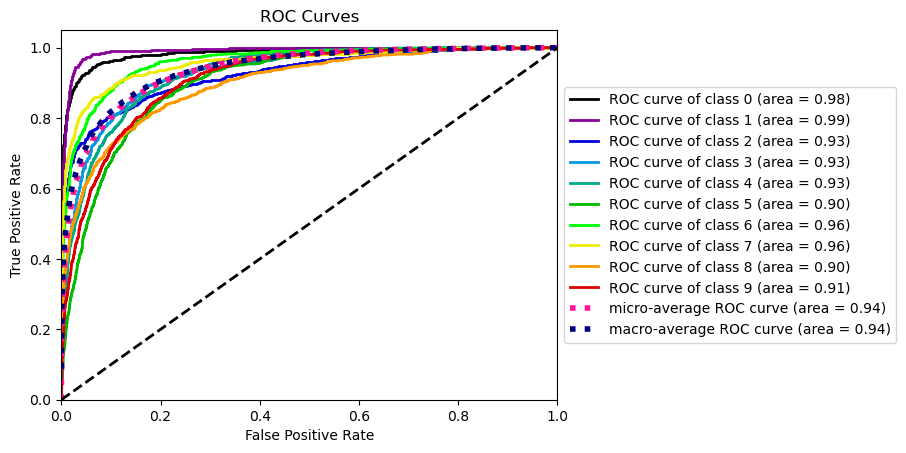 ROC Curves
True Positive Rate
1.0
0.8
0.6
0.4
0.2
0.0
0.0 0.2 0.4 0.6 0.8 1.0
False Positive Rate
ROC curve of class 0 (area = 0.98)
ROC curve of class 1 (area = 0.99)
ROC curve of class 2 (area = 0.93)
ROC curve of class 3 (area = 0.93)
ROC curve of class 4 (area = 0.93)
ROC curve of class 5 (area = 0.90)
ROC curve of class 6 (area = 0.96)
ROC curve of class 7 (area = 0.96)
ROC curve of class 8 (area = 0.90)
ROC curve of class 9 (area = 0.91)
micro-average ROC curve (area = 0.94)
macro-average ROC curve (area = 0.94)